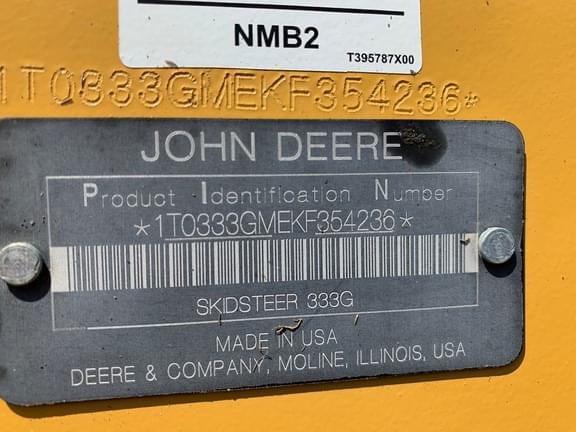 NMB2
T395787X00
1T0333GMEKF354236*
JOHN DEERE
Product Identification Number
*1T0333GMEKF354236*
SKIDSTEER 333G
MADE IN USA
DEERE & COMPANY, MOLINE, ILLINOIS, USA